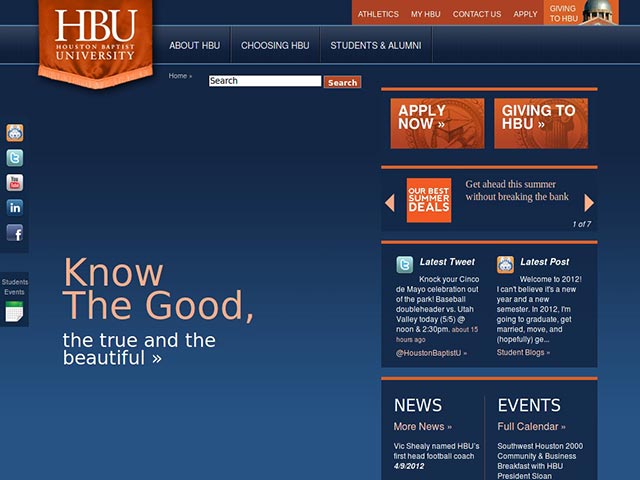 HBU
HOUSTON BAPTIST
UNIVERSITY
ATHLETICS
MY HBU
CONTACT US
APPLY
GIVING
TO HBU
ABOUT HBU
CHOOSING HBU
STUDENTS & ALUMNI
Home »
Search
Search
APPLY
NOW »
GIVING TO
HBU »
OUR BEST
SUMMER
DEALS
Get ahead this summer
without breaking the bank
1 of 7
You
Tube
in
f
Students
Events
Know
The Good,
the true and the
beautiful »
Latest Tweet
Knock your Cinco
de Mayo celebration out
of the park! Baseball
doubleheader vs. Utah
Valley today (5/5) @
noon & 2:30pm. about 15
hours ago
@HoustonBaptistU »
Latest Post
Welcome to 2012!
I can't believe it's a new
year and a new
semester. In 2012, I'm
going to graduate, get
married, move, and
(hopefully) ge...
Student Blogs »
NEWS
More News »
Vic Shealy named HBU's
first head football coach
4/9/2012
EVENTS
Full Calendar »
Southwest Houston 2000
Community & Business
Breakfast with HBU
President Sloan